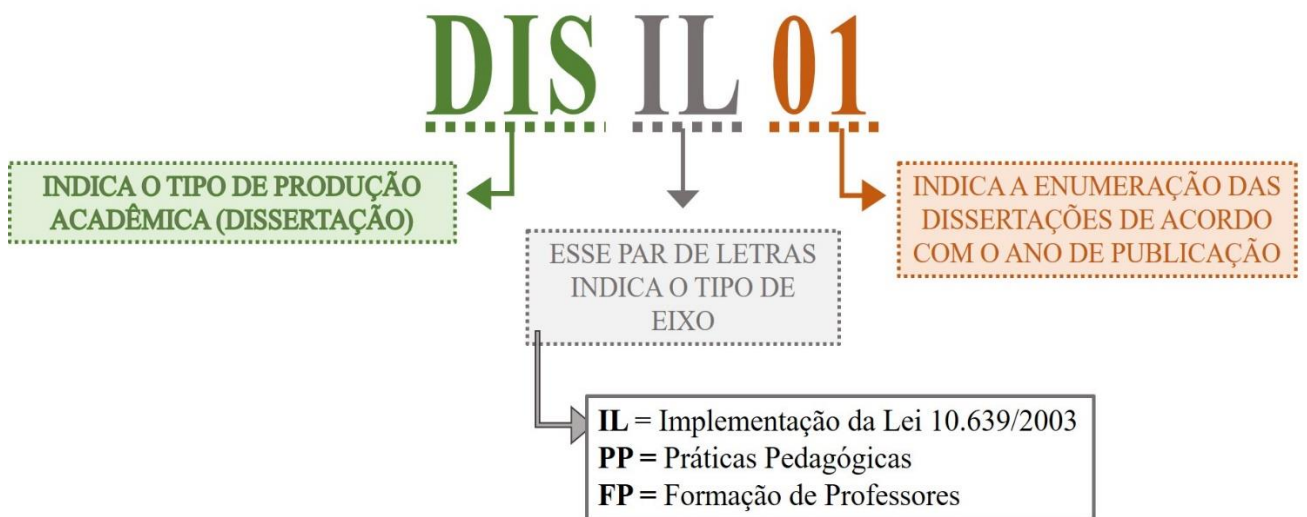 DIS IL 01
INDICA O TIPO DE PRODUÇÃO
ACADÊMICA (DISSERTAÇÃO)
INDICA A ENUMERAÇÃO DAS
DISSERTAÇÕES DE ACORDO
COM O ANO DE PUBLICAÇÃO
ESSE PAR DE LETRAS
INDICA O TIPO DE
EIXO
IL = Implementação da Lei 10.639/2003
PP = Práticas Pedagógicas
FP = Formação de Professores